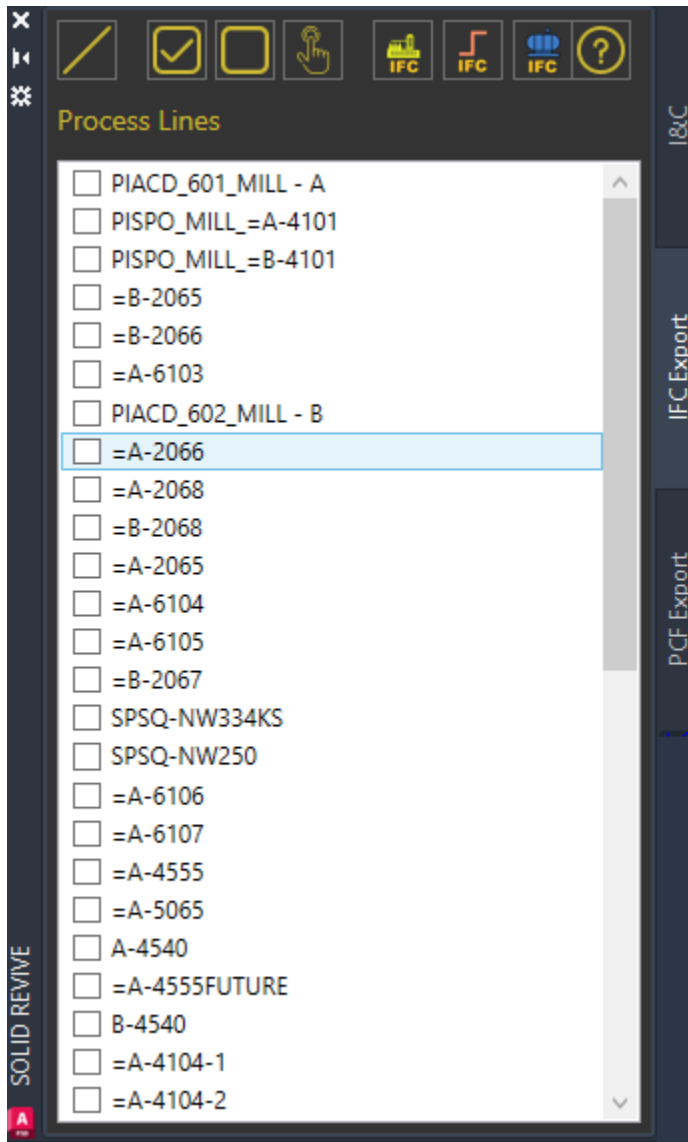 IFC
IFC
IFC
?
Process Lines
PIACD_601_MILL - A
PISPO_MILL_=A-4101
PISPO_MILL_=B-4101
=B-2065
=B-2066
=A-6103
PIACD_602_MILL - B
=A-2066
=A-2068
=B-2068
=A-2065
=A-6104
=A-6105
=B-2067
SPSQ-NW334KS
SPSQ-NW250
=A-6106
=A-6107
=A-4555
=A-5065
A-4540
=A-4555FUTURE
B-4540
=A-4104-1
=A-4104-2
I&C
IFC Export
PCF Export
SOLID REVIVE
A